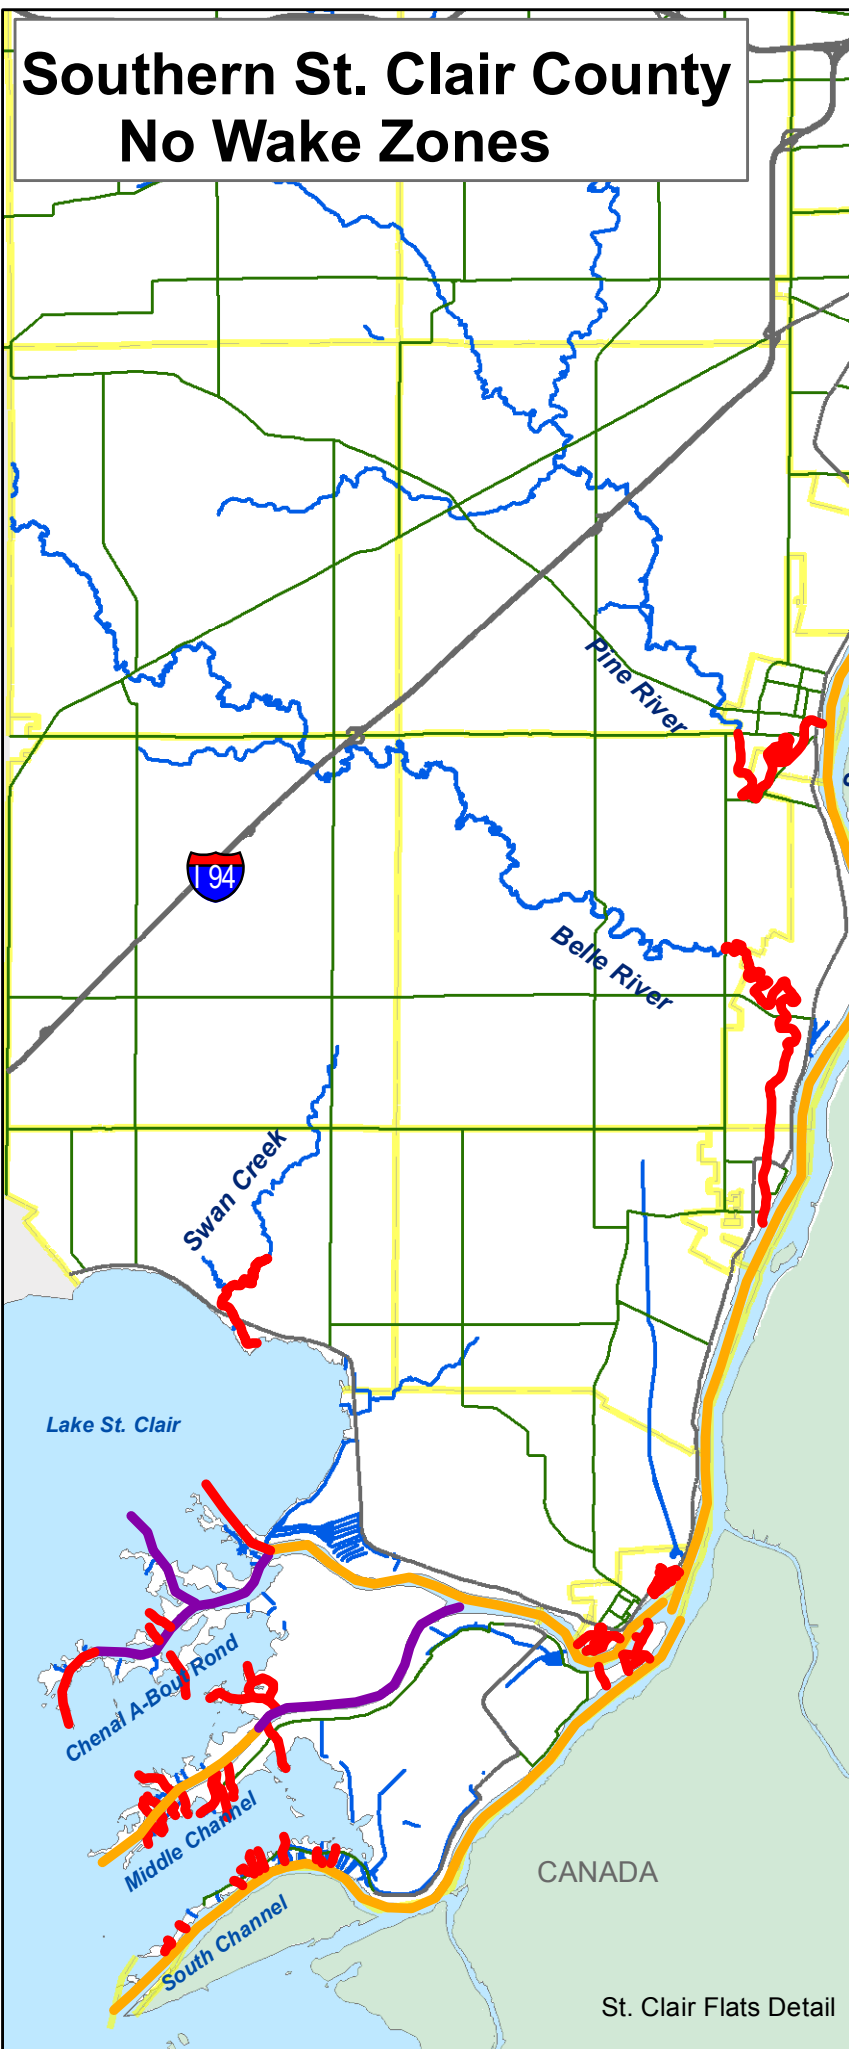 Southern St. Clair County
No Wake Zones
Pine River
I 94
Belle River
Swan Creek
Lake St. Clair
Chenal A-Bout Rond
Middle Channel
CANADA
South Channel
St. Clair Flats Detail